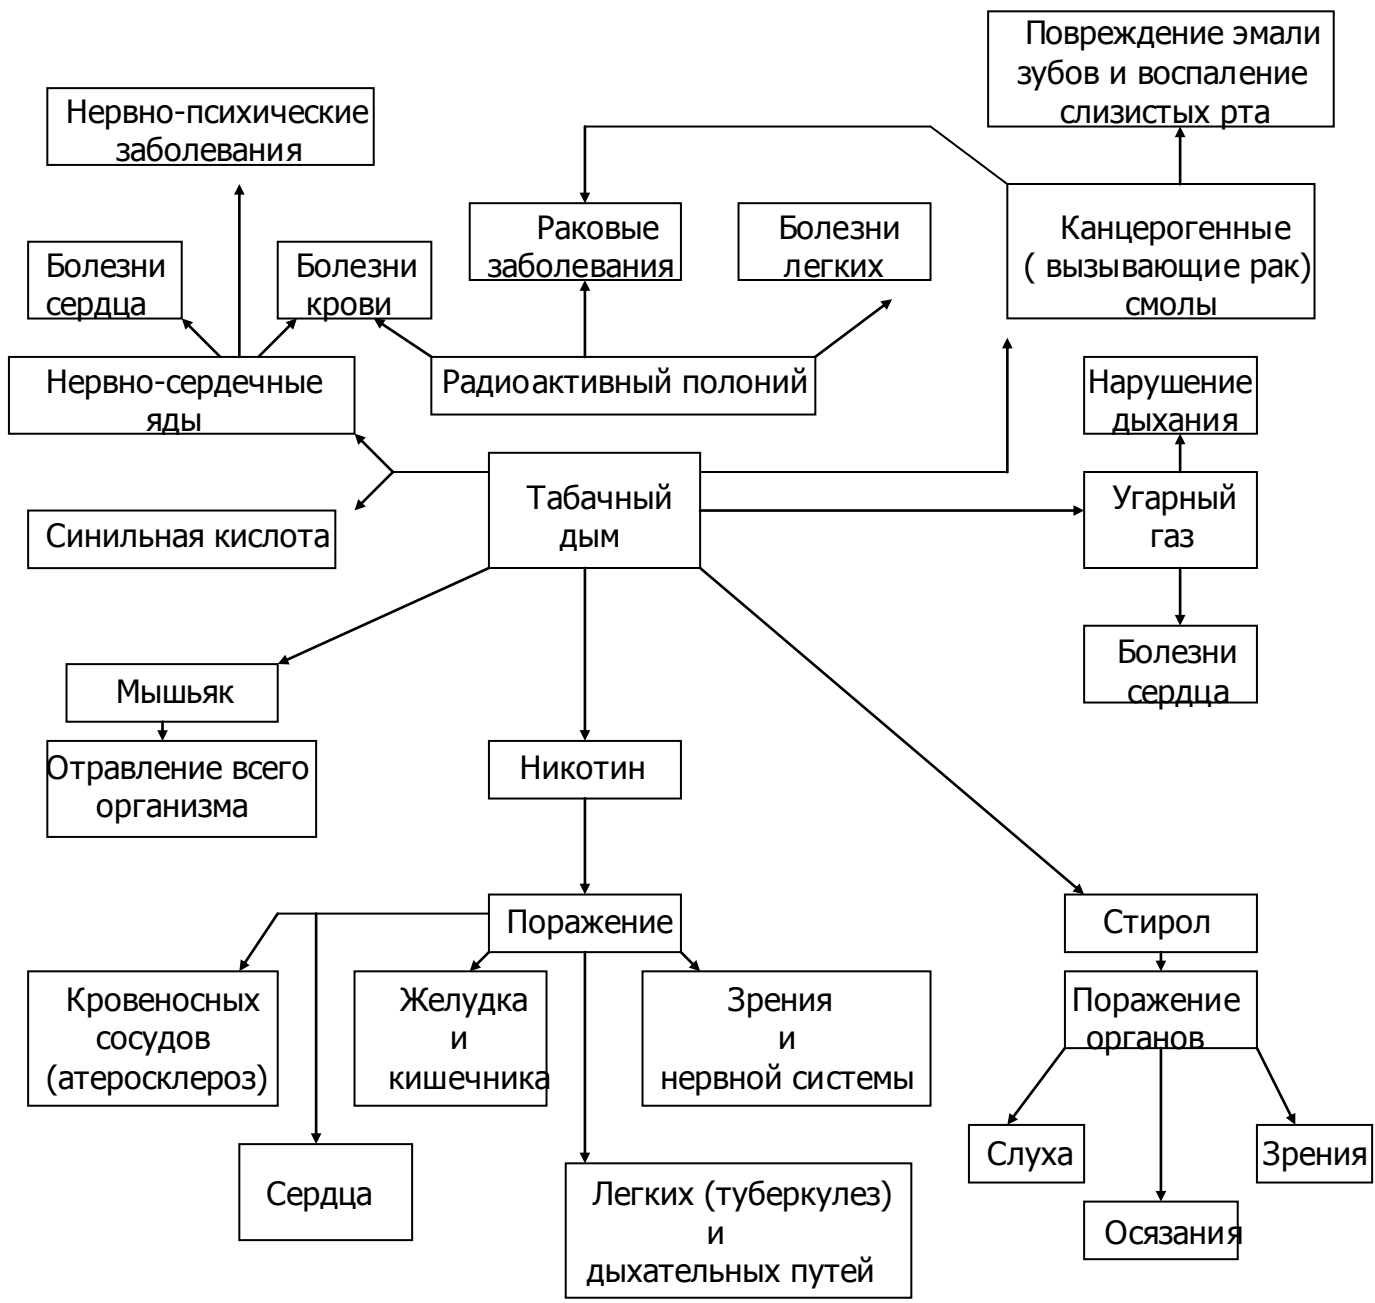 Повреждение эмали
зубов и воспаление
слизистых рта
Нервно-психические
заболевания
Раковые
заболевания
Болезни
легких
Канцерогенные
( вызывающие рак)
смолы
Болезни
сердца
Болезни
крови
Нервно-сердечные
яды
Радиоактивный полоний
Нарушение
дыхания
Табачный
дым
Угарный
газ
Синильная кислота
Болезни
сердца
Мышьяк
Отравление всего
организма
Никотин
Поражение
Стирол
Кровеносных
сосудов
(атеросклероз)
Желудка
и
кишечника
Зрения
и
нервной системы
Поражение
органов
Слуха
Зрения
Сердца
Легких (туберкулез)
и
дыхательных путей
Осязания